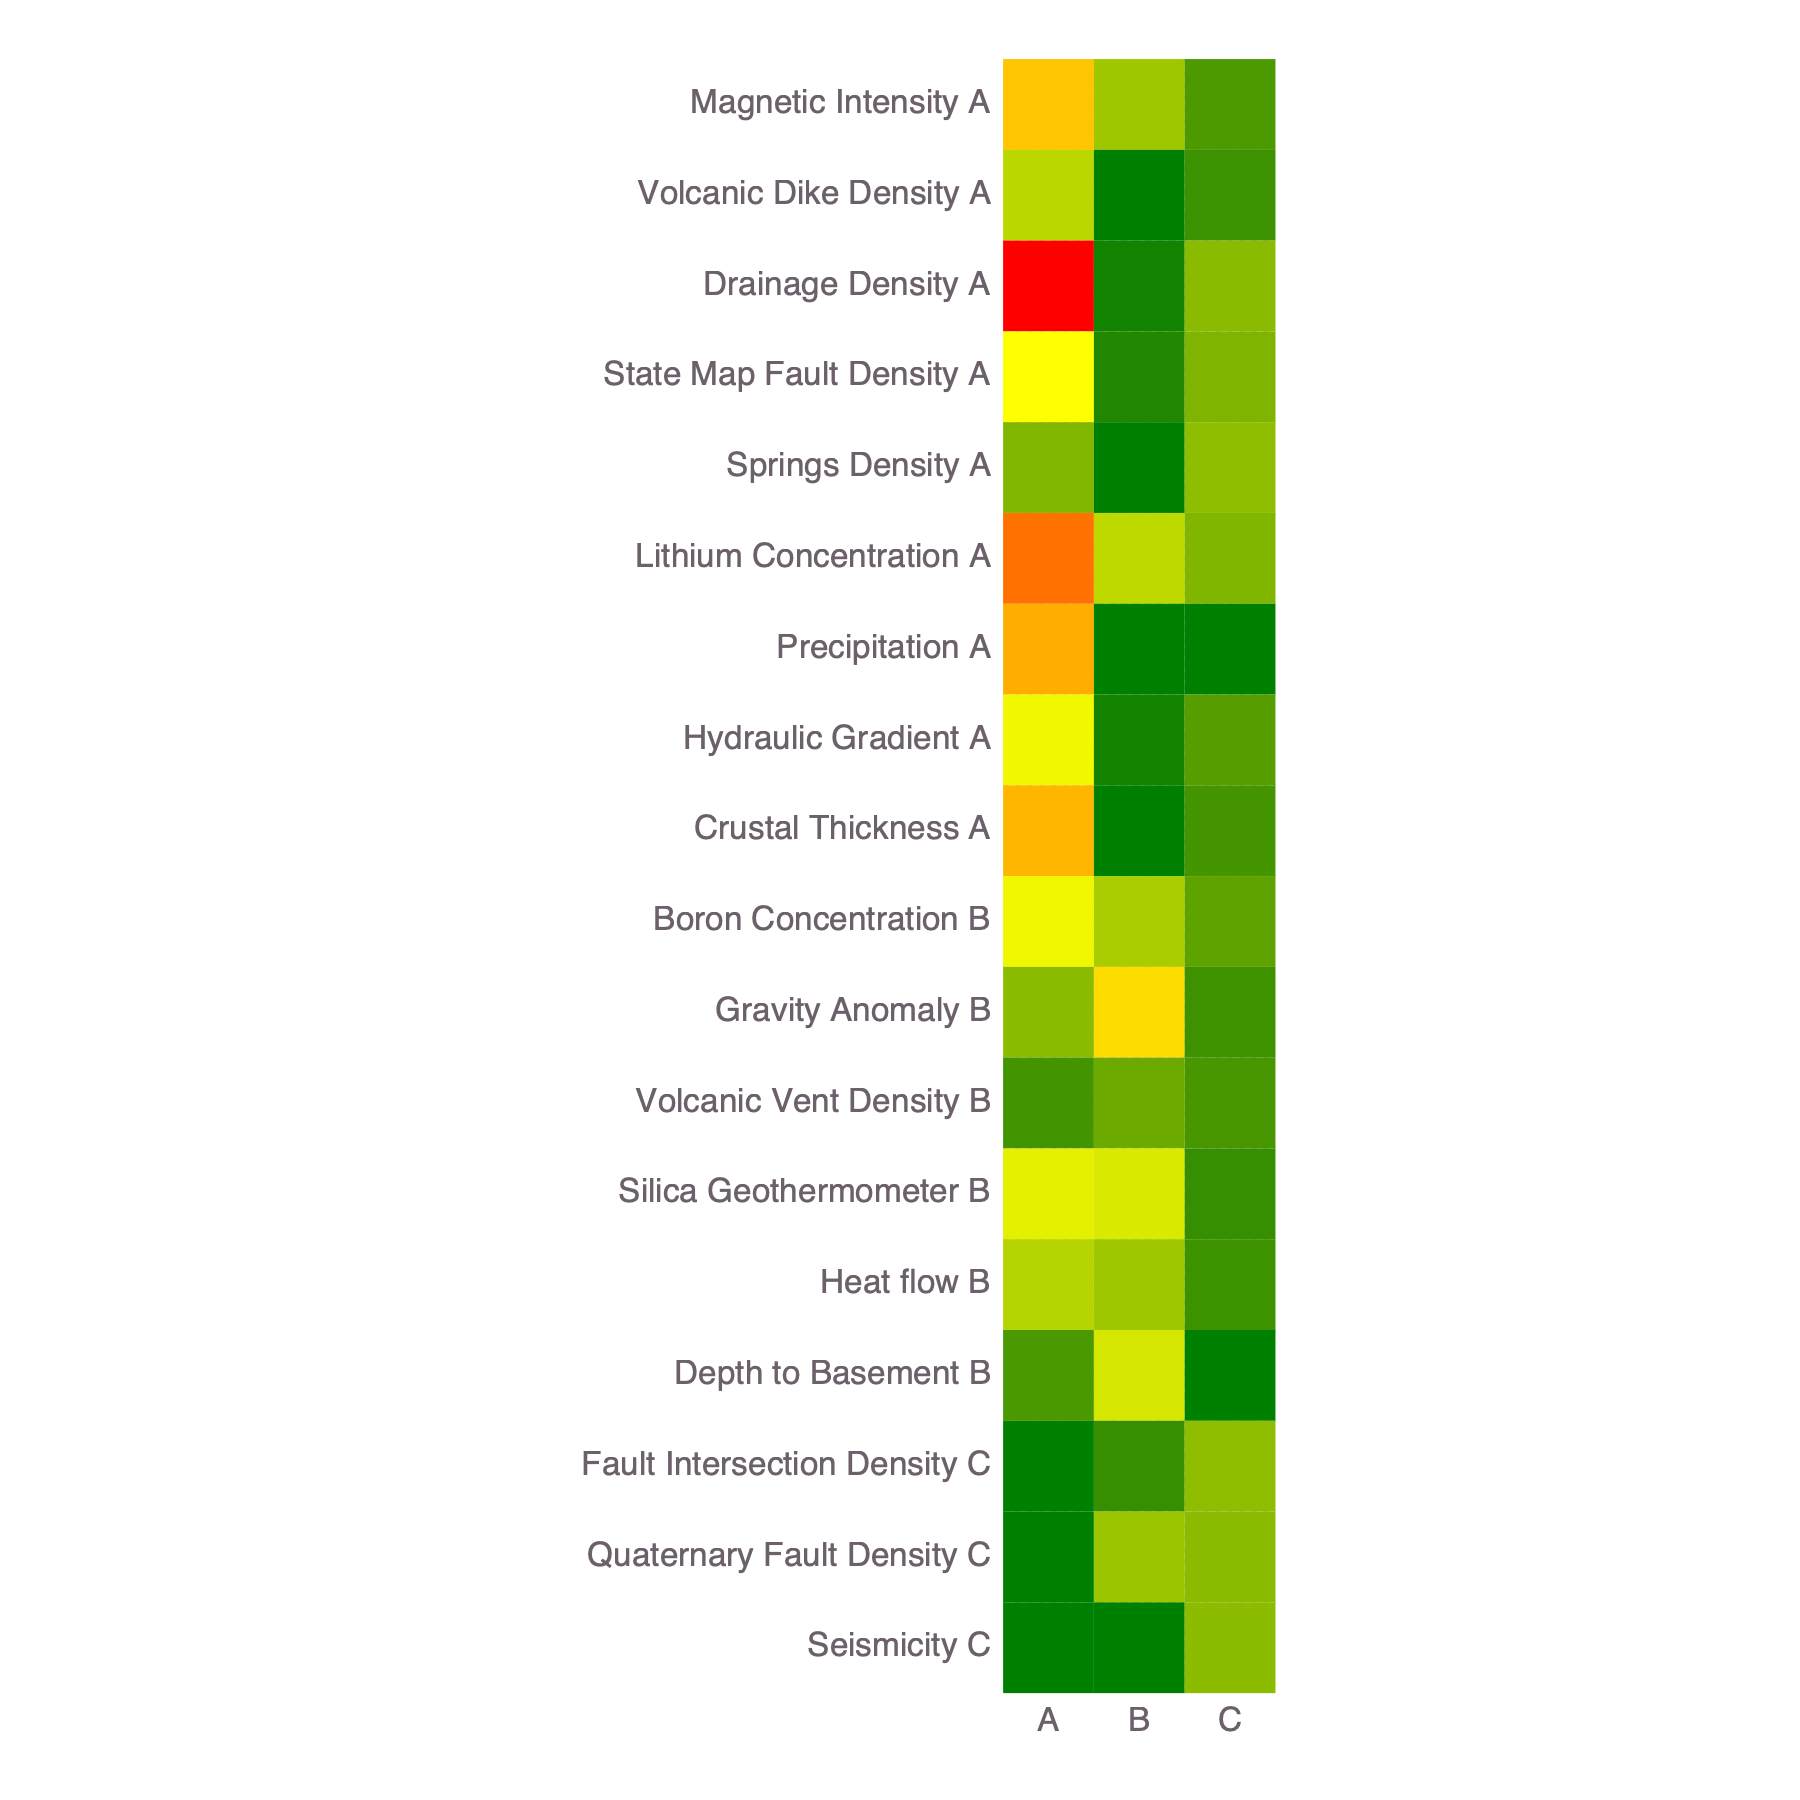 Magnetic Intensity A
Volcanic Dike Density A
Drainage Density A
State Map Fault Density A
Springs Density A
Lithium Concentration A
Precipitation A
Hydraulic Gradient A
Crustal Thickness A
Boron Concentration B
Gravity Anomaly B
Volcanic Vent Density B
Silica Geothermometer B
Heat flow B
Depth to Basement B
Fault Intersection Density C
Quaternary Fault Density C
Seismicity C
A B C